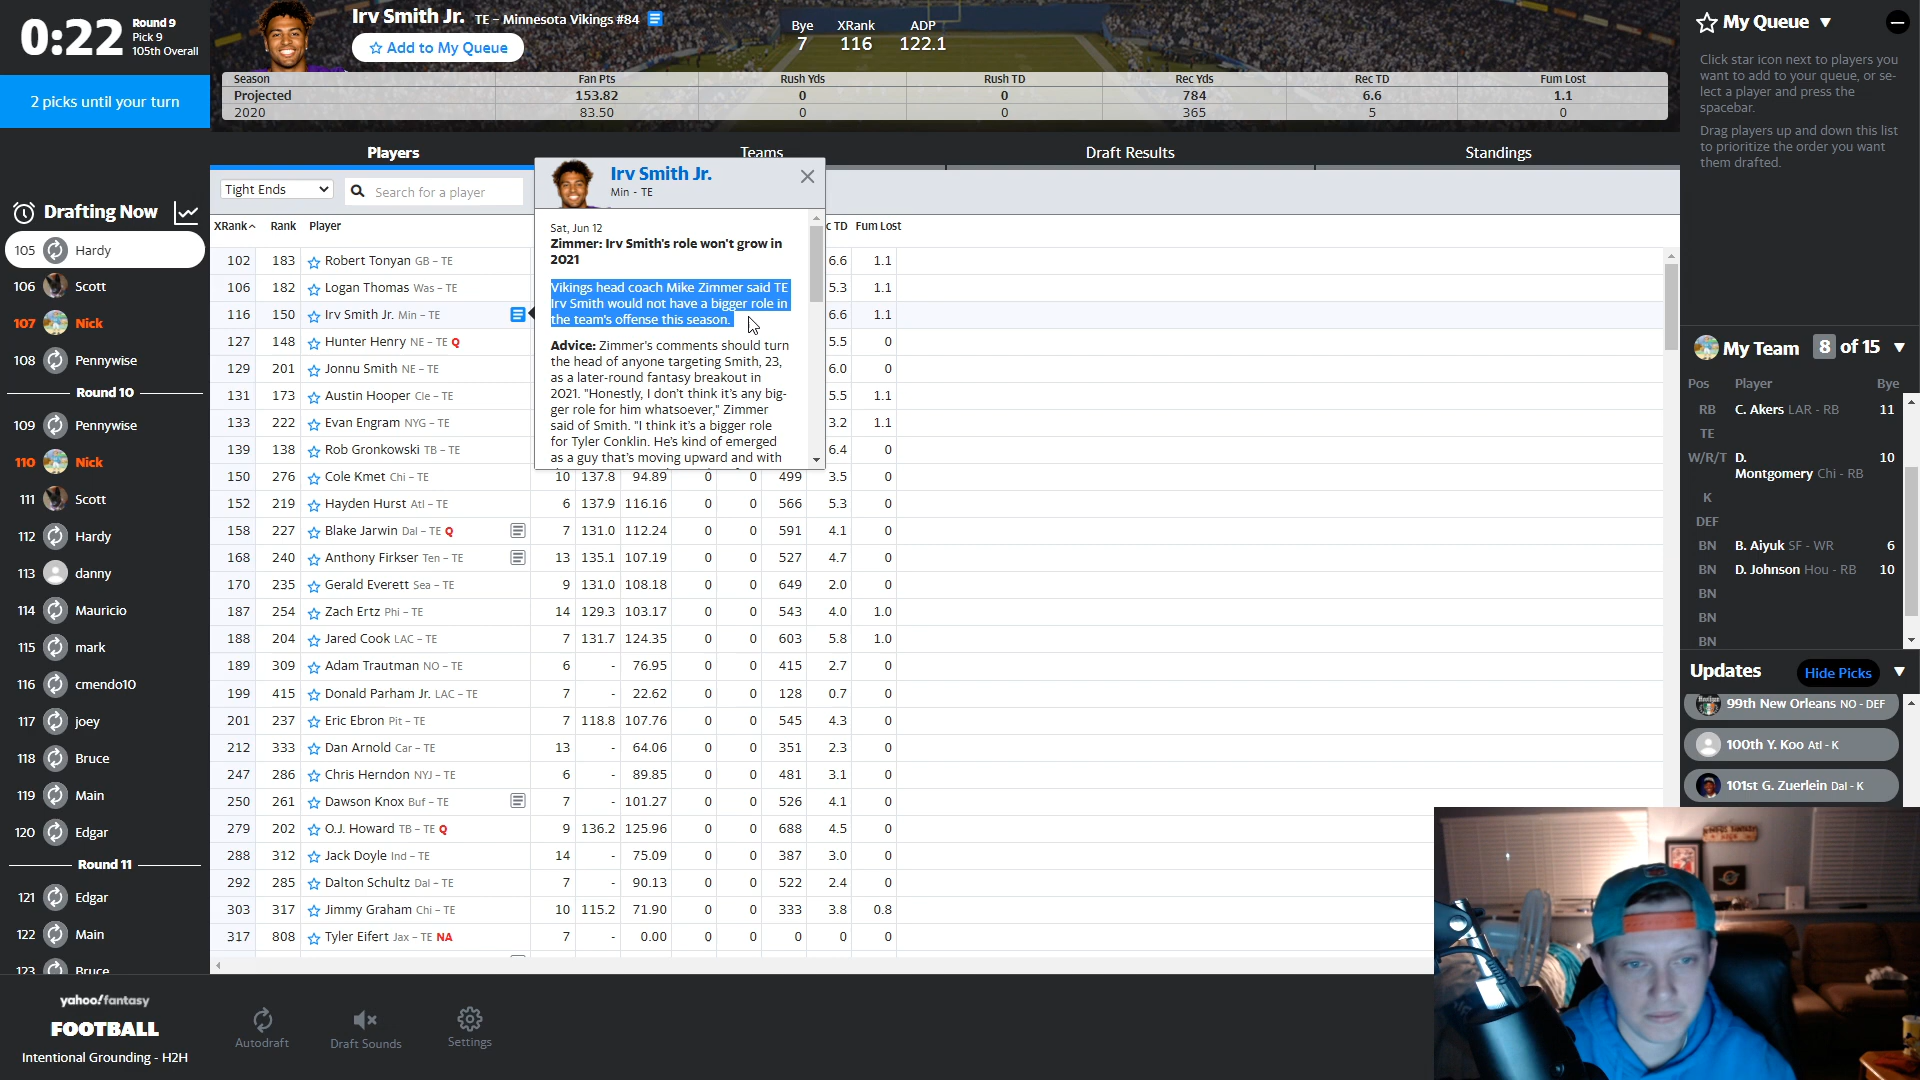 0:22
Round 9
Pick 9
105th Overall
2 picks until your turn
Drafting Now
105 Hardy
106 Scott
107 Nick
108 Pennywise
Round 10
109 Pennywise
110 Nick
111 Scott
112 Hardy
113 danny
114 Mauricio
115 mark
116 cmendo10
117 joey
118 Bruce
119 Main
120 Edgar
Round 11
121 Edgar
122 Main
123 Bruce
yahoo!fantasy
FOOTBALL
Intentional Grounding - H2H
Irv Smith Jr. TE - Minnesota Vikings #84
Add to My Queue
Bye XRank ADP
7 116 122.1
Season Fan Pts Rush Yds Rush TD Rec Yds Rec TD Fum Lost
Projected 153.82 0 0 784 6.6 1.1
2020 83.50 0 0 365 5 0
Players Teams Draft Results Standings
Tight Ends Search for a player
XRank Rank Player c TD Fum Lost
102 183 Robert Tonyan GB - TE 6.6 1.1
106 182 Logan Thomas Was - TE 5.3 1.1
116 150 Irv Smith Jr. Min - TE 6.6 1.1
127 148 Hunter Henry NE - TE Q 5.5 0
129 201 Jonnu Smith NE - TE 6.0 0
131 173 Austin Hooper Cle - TE 5.5 1.1
133 222 Evan Engram NYG - TE 3.2 1.1
139 138 Rob Gronkowski TB - TE 6.4 0
150 276 Cole Kmet Chi - TE 10 137.8 94.89 0 0 499 3.5 0
152 219 Hayden Hurst Atl - TE 6 137.9 116.16 0 0 566 5.3 0
158 227 Blake Jarwin Dal - TE Q 7 131.0 112.24 0 0 591 4.1 0
168 240 Anthony Firkser Ten - TE 13 135.1 107.19 0 0 527 4.7 0
170 235 Gerald Everett Sea - TE 9 131.0 108.18 0 0 649 2.0 0
187 254 Zach Ertz Phi - TE 14 129.3 103.17 0 0 543 4.0 1.0
188 204 Jared Cook LAC - TE 7 131.7 124.35 0 0 603 5.8 1.0
189 309 Adam Trautman NO - TE 6 - 76.95 0 0 415 2.7 0
199 415 Donald Parham Jr. LAC - TE 7 - 22.62 0 0 128 0.7 0
201 237 Eric Ebron Pit - TE 7 118.8 107.76 0 0 545 4.3 0
212 333 Dan Arnold Car - TE 13 - 64.06 0 0 351 2.3 0
247 286 Chris Herndon NYJ - TE 6 - 89.85 0 0 481 3.1 0
250 261 Dawson Knox Buf - TE 7 - 101.27 0 0 526 4.1 0
279 202 O.J. Howard TB - TE Q 9 136.2 125.96 0 0 688 4.5 0
288 312 Jack Doyle Ind - TE 14 - 75.09 0 0 387 3.0 0
292 285 Dalton Schultz Dal - TE 7 - 90.13 0 0 522 2.4 0
303 317 Jimmy Graham Chi - TE 10 115.2 71.90 0 0 333 3.8 0.8
317 808 Tyler Eifert Jax - TE NA 7 - 0.00 0 0 0 0 0
Irv Smith Jr.
Min - TE
Sat, Jun 12
Zimmer: Irv Smith's role won't grow in
2021
Vikings head coach Mike Zimmer said TE
Irv Smith would not have a bigger role in
the team's offense this season.
Advice: Zimmer's comments should turn
the head of anyone targeting Smith, 23,
as a later-round fantasy breakout in
2021. "Honestly, I don't think it's any big-
ger role for him whatsoever," Zimmer
said of Smith. "I think it's a bigger role
for Tyler Conklin. He's kind of emerged
as a guy that's moving upward and with
Autodraft Draft Sounds Settings
My Queue
Click star icon next to players you
want to add to your queue, or se-
lect a player and press the
spacebar.
Drag players up and down this list
to prioritize the order you want
them drafted.
My Team 8 of 15
Pos Player Bye
RB C. Akers LAR - RB 11
TE
W/R/T D. 10
Montgomery Chi - RB
K
DEF
BN B. Aiyuk SF - WR 6
BN D. Johnson Hou - RB 10
BN
BN
BN
Updates Hide Picks
99th New Orleans NO - DEF
100th Y. Koo Atl - K
101st G. Zuerlein Dal - K